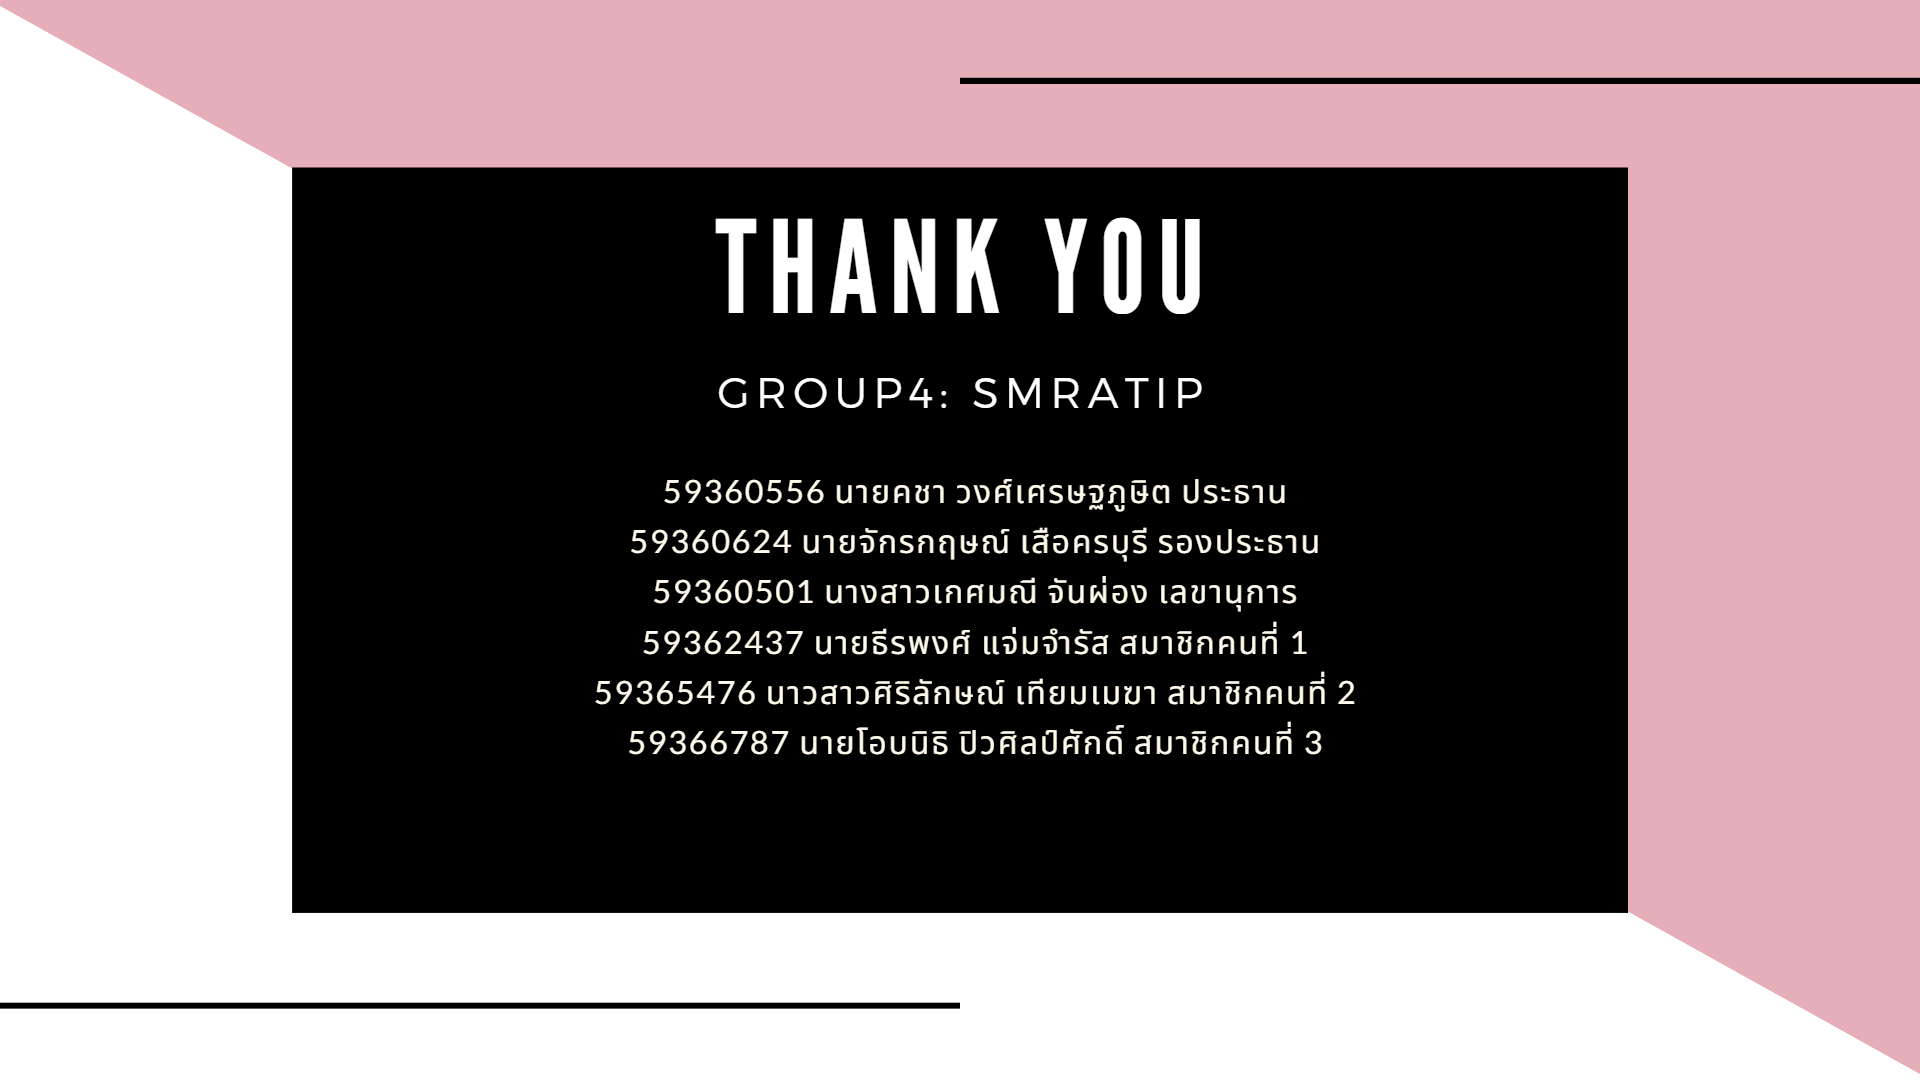 THANK YOU
GROUP4: SMRATIP
59360556 นายคชา วงศ์เศรษฐภูษิต ประธาน
59360624 นายจักรกฤษณ์ เสือครบุรี รองประธาน
59360501 นางสาวเกศมณี จันผ่อง เลขานุการ
59362437 นายธีรพงศ์ แจ่มจำรัส สมาชิกคนที่ 1
59365476 นาวสาวศิริลักษณ์ เทียมเมฆา สมาชิกคนที่ 2
59366787 นายโอบนิธิ ปิวศิลป์ศักดิ์ สมาชิกคนที่ 3